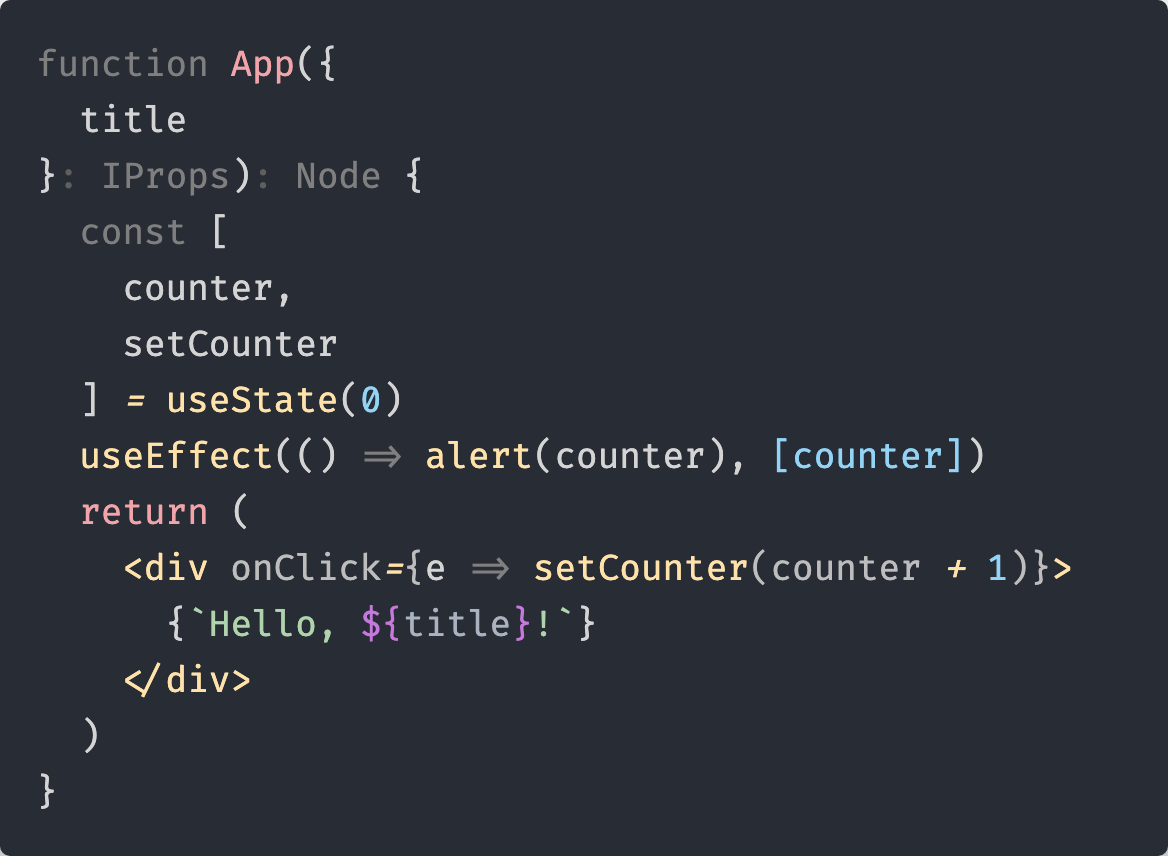 function App({
  title
}: IProps): Node {
  const [
    counter,
    setCounter
  ] = useState(0)
  useEffect(() => alert(counter), [counter])
  return (
    <div onClick={e => setCounter(counter + 1)}>
      {`Hello, ${title}!`}
    </div>
  )
}